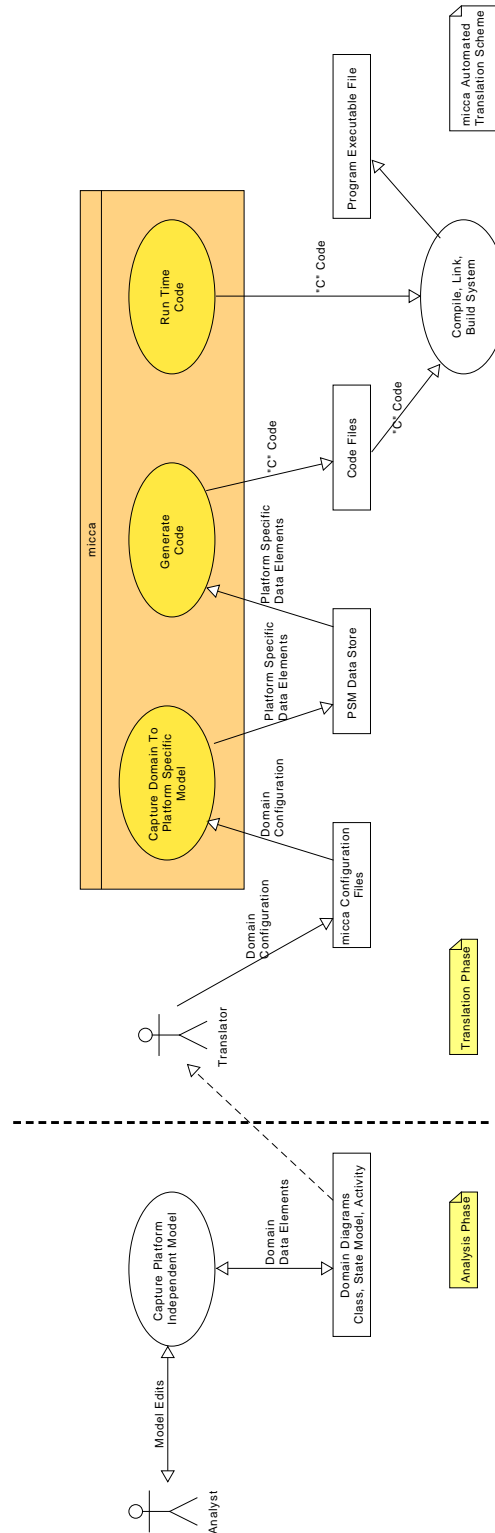 Analyst
Model Edits
Capture Platform
Independent Model
Domain
Data Elements
Domain Diagrams
Class, State Model, Activity
Analysis Phase
Translator
Translation Phase
Domain
Configuration
micca Configuration
Files
Domain
Configuration
micca
Capture Domain To
Platform Specific
Model
Platform Specific
Data Elements
PSM Data Store
Platform Specific
Data Elements
Generate
Code
"C" Code
Code Files
"C" Code
Run Time
Code
"C" Code
Compile, Link,
Build System
Program Executable File
micca Automated
Translation Scheme